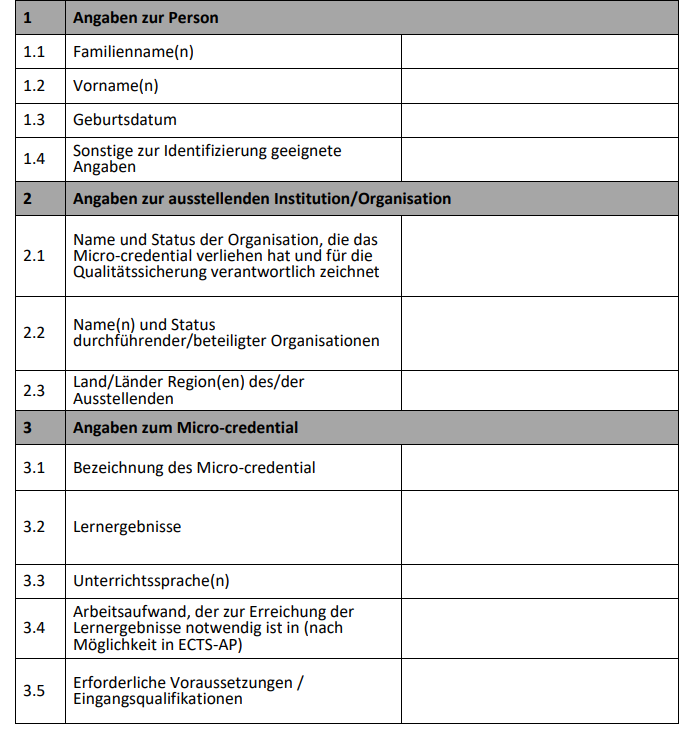 1 Angaben zur Person
1.1 Familienname(n)
1.2 Vorname(n)
1.3 Geburtsdatum
1.4 Sonstige zur Identifizierung geeignete
Angaben
2 Angaben zur ausstellenden Institution/Organisation
2.1 Name und Status der Organisation, die das
Micro-credential verliehen hat und für die
Qualitätssicherung verantwortlich zeichnet
2.2 Name(n) und Status
durchführender/beteiligter Organisationen
2.3 Land/Länder Region(en) des/der
Ausstellenden
3 Angaben zum Micro-credential
3.1 Bezeichnung des Micro-credential
3.2 Lernergebnisse
3.3 Unterrichtssprache(n)
3.4 Arbeitsaufwand, der zur Erreichung der
Lernergebnisse notwendig ist in (nach
Möglichkeit in ECTS-AP)
3.5 Erforderliche Voraussetzungen /
Eingangsqualifikationen